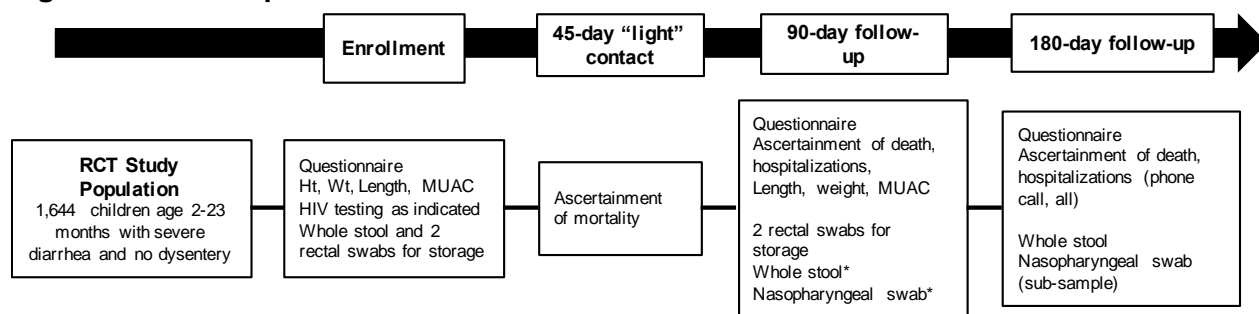 Enrollment
45-day “light”
contact
90-day follow-
up
180-day follow-up
RCT Study
Population
1,644 children age 2-23
months with severe
diarrhea and no dysentery
Questionnaire
Ht, Wt, Length, MUAC
HIV testing as indicated
Whole stool and 2
rectal swabs for storage
Ascertainment
of mortality
Questionnaire
Ascertainment of death,
hospitalizations,
Length, weight, MUAC
2 rectal swabs for
storage
Whole stool*
Nasopharyngeal swab*
Questionnaire
Ascertainment of death,
hospitalizations (phone
call, all)
Whole stool
Nasopharyngeal swab
(sub-sample)